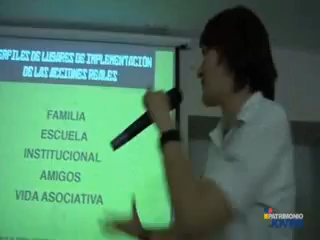 PERFILES DE LUGARES DE IMPLEMENTACIÓN
DE LAS ACCIONES REALES
FAMILIA
ESCUELA
INSTITUCIONAL
AMIGOS
VIDA ASOCIATIVA
PATRIMONIO
JOVEN